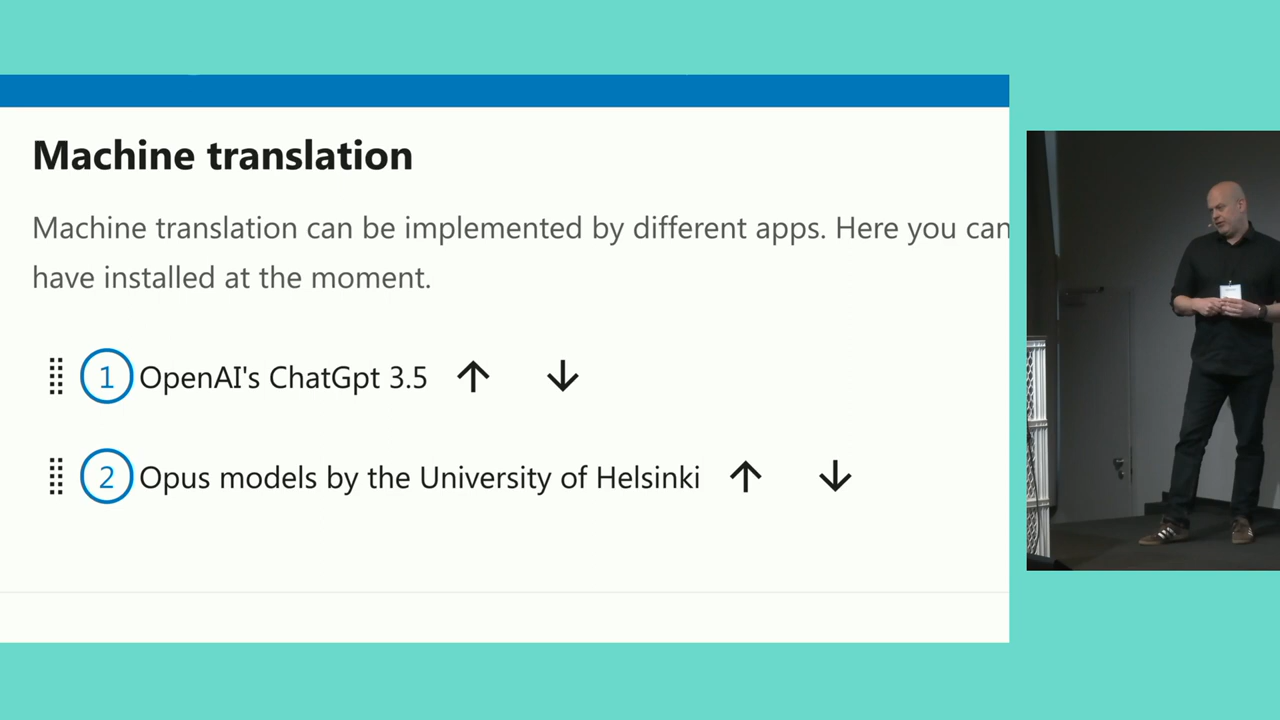 Machine translation
Machine translation can be implemented by different apps. Here you can
have installed at the moment.
1 OpenAI's ChatGpt 3.5
2 Opus models by the University of Helsinki